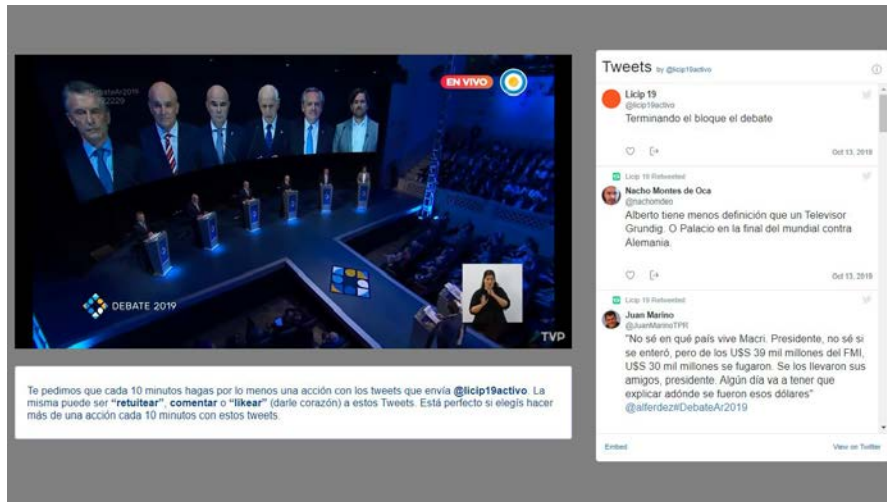 #DebateAr2019
EN VIVO
DEBATE 2019
TVP
Te pedimos que cada 10 minutos hagas por lo menos una acción con los tweets que envía @licip19activo. La
misma puede ser “retuitear”, comentar o “likear” (darle corazón) a estos Tweets. Está perfecto si elegís hacer
más de una acción cada 10 minutos con estos tweets.
Tweets by @licip19activo
Licip 19
@licip19activo
Terminando el bloque el debate
Oct 13, 2019
Licip 19 Retweeted
Nacho Montes de Oca
@nachomdeo
Alberto tiene menos definición que un Televisor
Grundig. O Palacio en la final del mundial contra
Alemania.
Oct 13, 2019
Licip 19 Retweeted
Juan Marino
@JuanMarinoTPR
"No sé en qué país vive Macri. Presidente, no sé si
se enteró, pero de los U$S 39 mil millones del FMI,
U$S 30 mil millones se fugaron. Se los llevaron sus
amigos, presidente. Algún día va a tener que
explicar adónde se fueron esos dólares"
@alferdez#DebateAr2019
Embed
View on Twitter